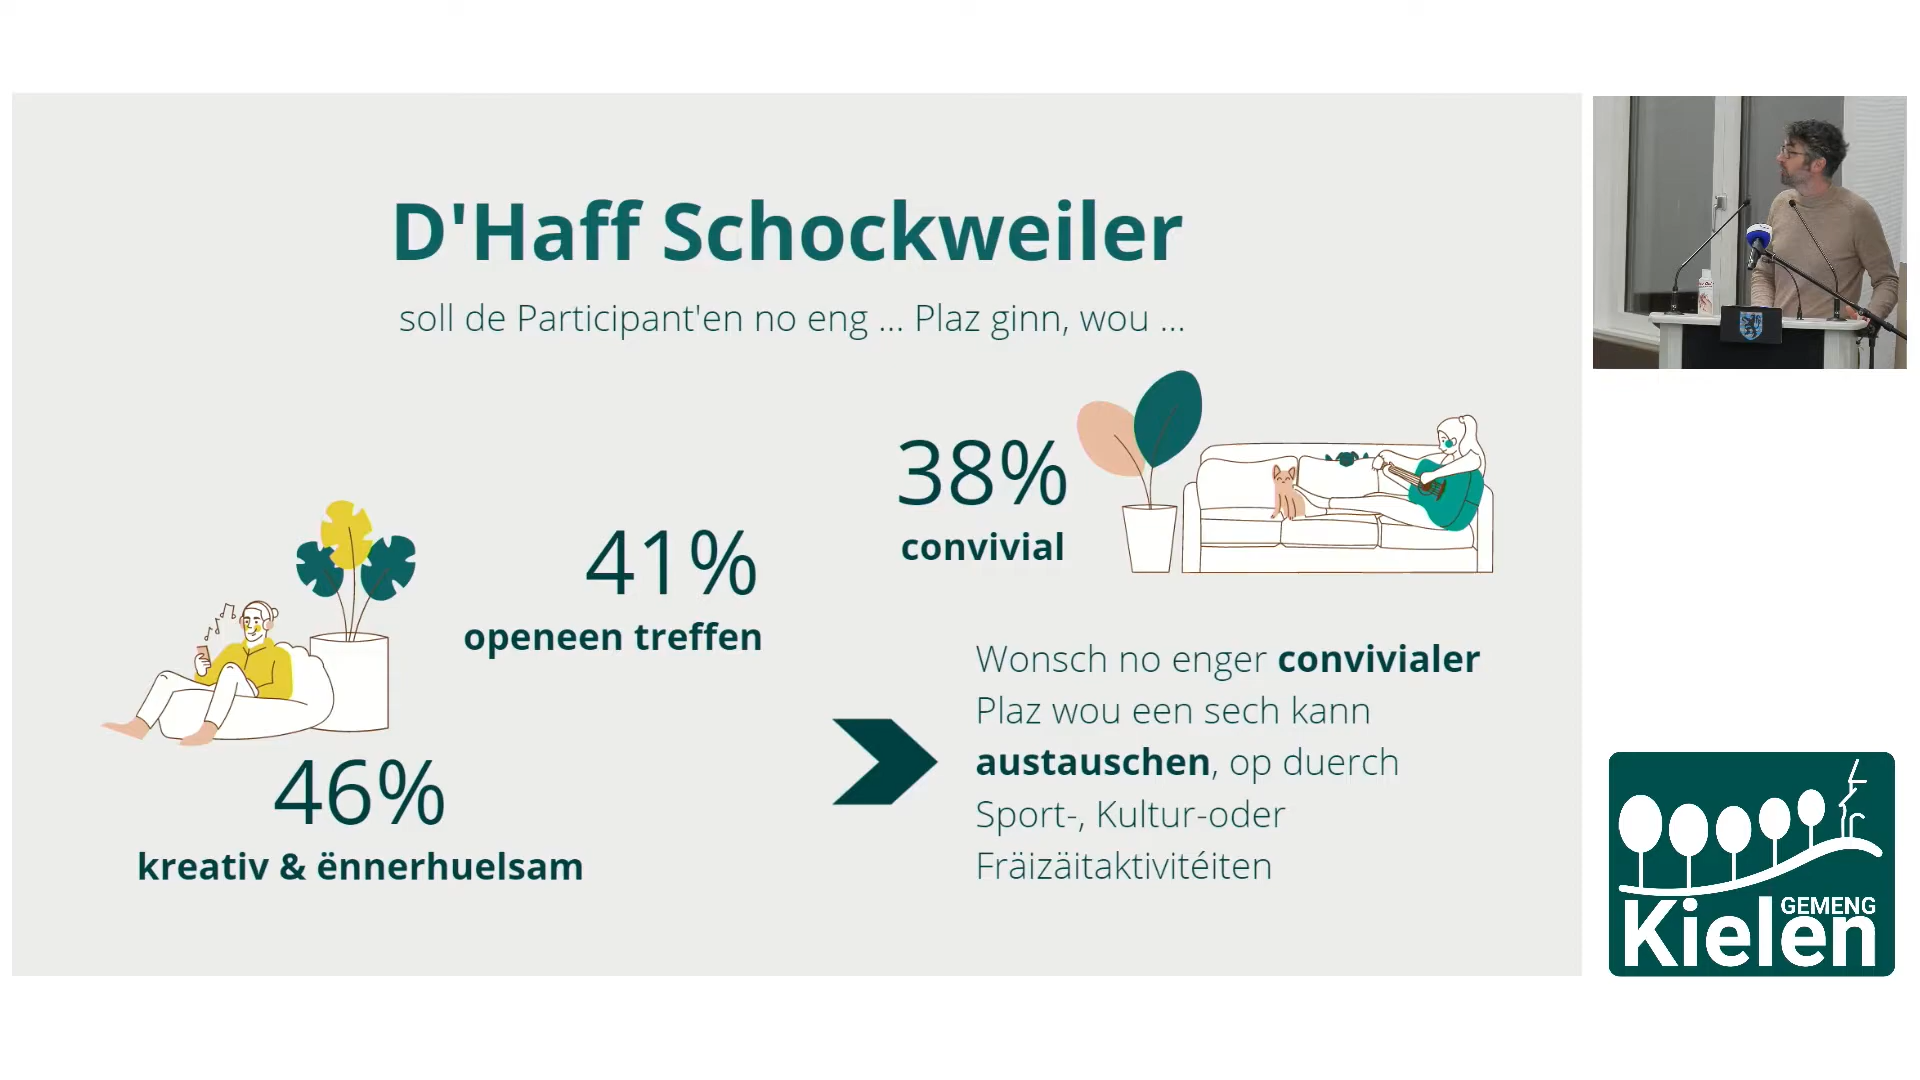 D'Haff Schockweiler
soll de Participant'en no eng ... Plaz ginn, wou ...
38%
convivial
41%
openeen treffen
46%
kreativ & ënnerhuelsam
Wonsch no enger convivialer
Plaz wou een sech kann
austauschen, op duerch
Sport-, Kultur-oder
Fräizäitaktivitéiten
GEMENG
Kielen